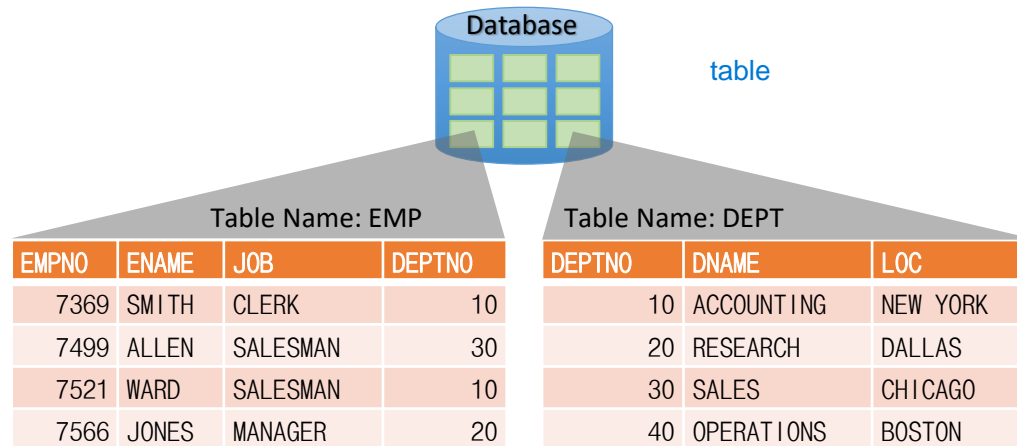 Database
table
Table Name: EMP
EMPNO ENAME JOB DEPTNO
7369 SMITH CLERK 10
7499 ALLEN SALESMAN 30
7521 WARD SALESMAN 10
7566 JONES MANAGER 20
Table Name: DEPT
DEPTNO DNAME LOC
10 ACCOUNTING NEW YORK
20 RESEARCH DALLAS
30 SALES CHICAGO
40 OPERATIONS BOSTON